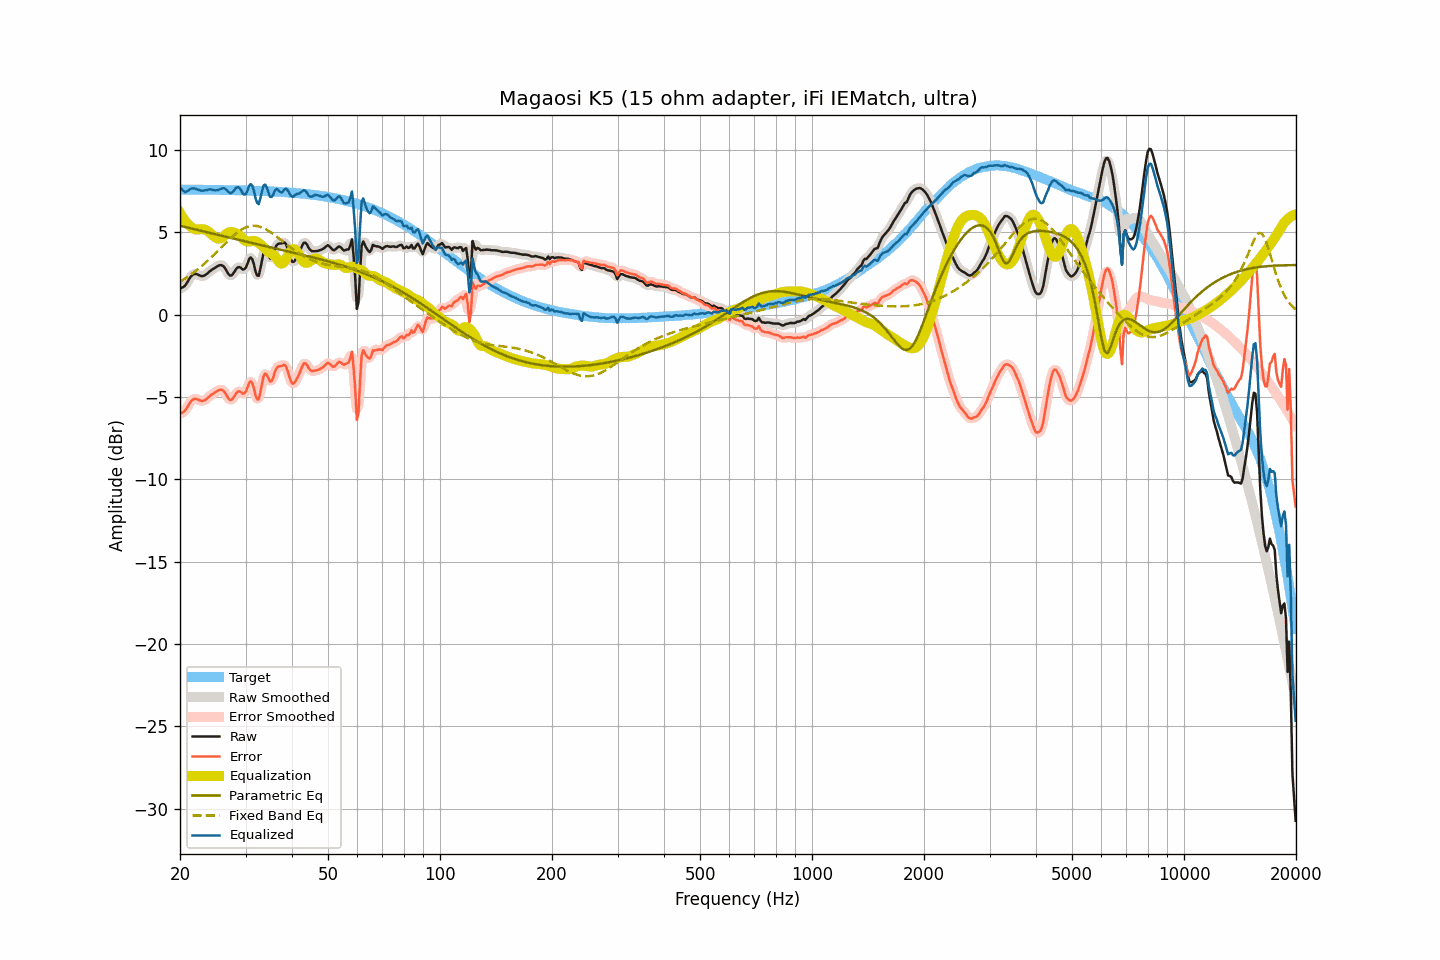 Magaosi K5 (15 ohm adapter, iFi IEMatch, ultra)
10
5
0
−5
−10
−15
−20
−25
−30
Amplitude (dBr)
Target
Raw Smoothed
Error Smoothed
Raw
Error
Equalization
Parametric Eq
Fixed Band Eq
Equalized
20 50 100 200 500 1000 2000 5000 10000 20000
Frequency (Hz)